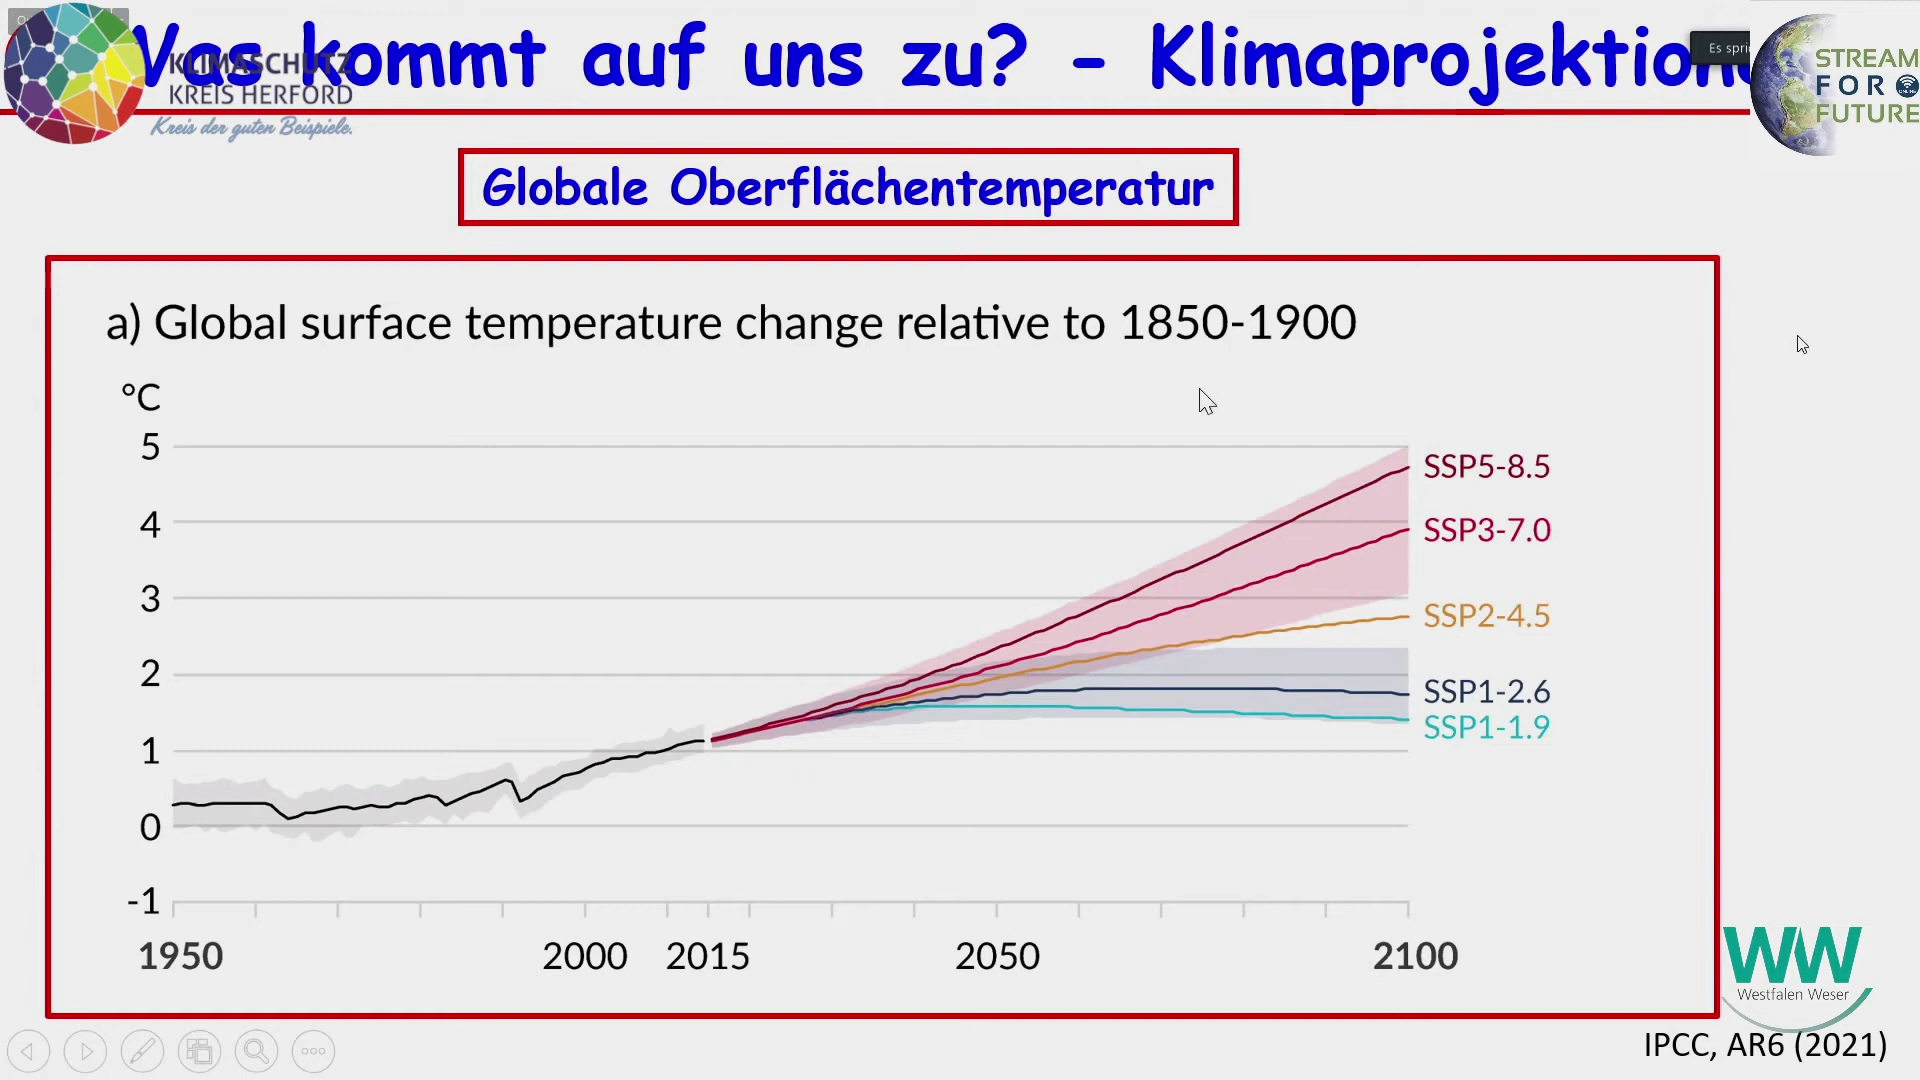 Was kommt auf uns zu? - Klimaprojektion
KLIMASCHUTZ
KREIS HERFORD
Kreis der guten Beispiele.
Es spri
STREAM
FOR
FUTURE
Globale Oberflächentemperatur
a) Global surface temperature change relative to 1850-1900
°C
5
4
3
2
1
0
-1
SSP5-8.5
SSP3-7.0
SSP2-4.5
SSP1-2.6
SSP1-1.9
1950 2000 2015 2050 2100
WW
Westfalen Weser
IPCC, AR6 (2021)